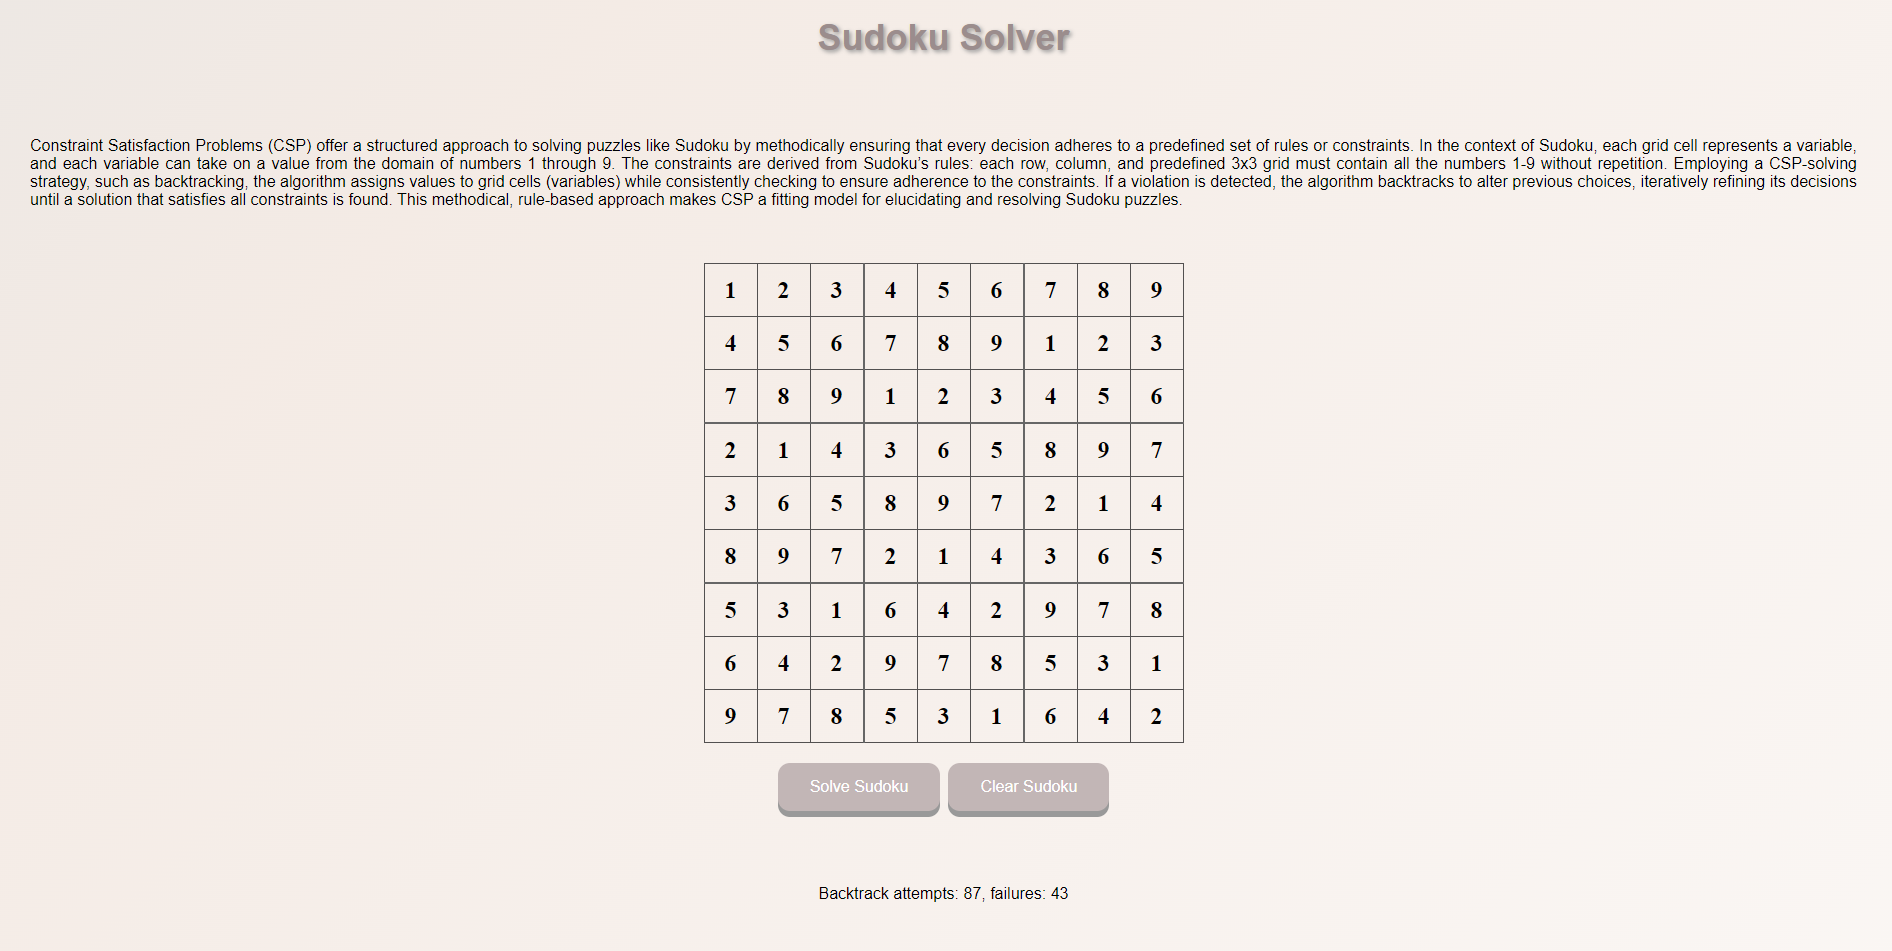 Sudoku Solver
Constraint Satisfaction Problems (CSP) offer a structured approach to solving puzzles like Sudoku by methodically ensuring that every decision adheres to a predefined set of rules or constraints. In the context of Sudoku, each grid cell represents a variable,
and each variable can take on a value from the domain of numbers 1 through 9. The constraints are derived from Sudoku's rules: each row, column, and predefined 3x3 grid must contain all the numbers 1-9 without repetition. Employing a CSP-solving
strategy, such as backtracking, the algorithm assigns values to grid cells (variables) while consistently checking to ensure adherence to the constraints. If a violation is detected, the algorithm backtracks to alter previous choices, iteratively refining its decisions
until a solution that satisfies all constraints is found. This methodical, rule-based approach makes CSP a fitting model for elucidating and resolving Sudoku puzzles.
1 2 3 4 5 6 7 8 9
4 5 6 7 8 9 1 2 3
7 8 9 1 2 3 4 5 6
2 1 4 3 6 5 8 9 7
3 6 5 8 9 7 2 1 4
8 9 7 2 1 4 3 6 5
5 3 1 6 4 2 9 7 8
6 4 2 9 7 8 5 3 1
9 7 8 5 3 1 6 4 2
Solve Sudoku Clear Sudoku
Backtrack attempts: 87, failures: 43